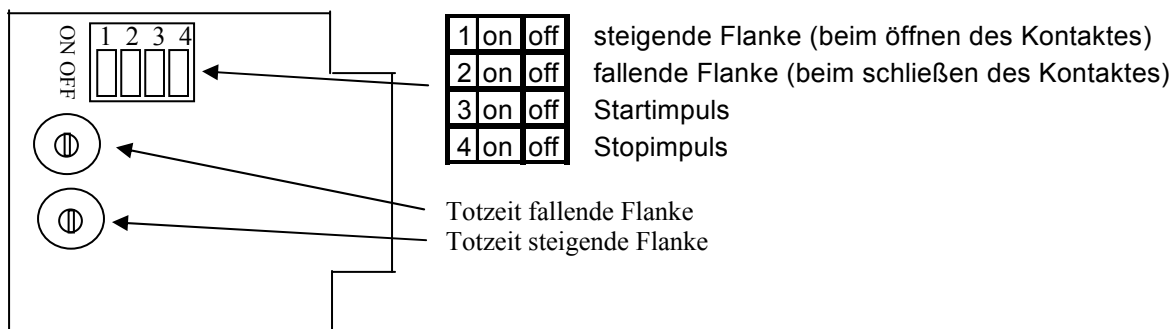 ON OFF
1 2 3 4
1 on off steigende Flanke (beim öffnen des Kontaktes)
2 on off fallende Flanke (beim schließen des Kontaktes)
3 on off Startimpuls
4 on off Stopimpuls
Totzeit fallende Flanke
Totzeit steigende Flanke